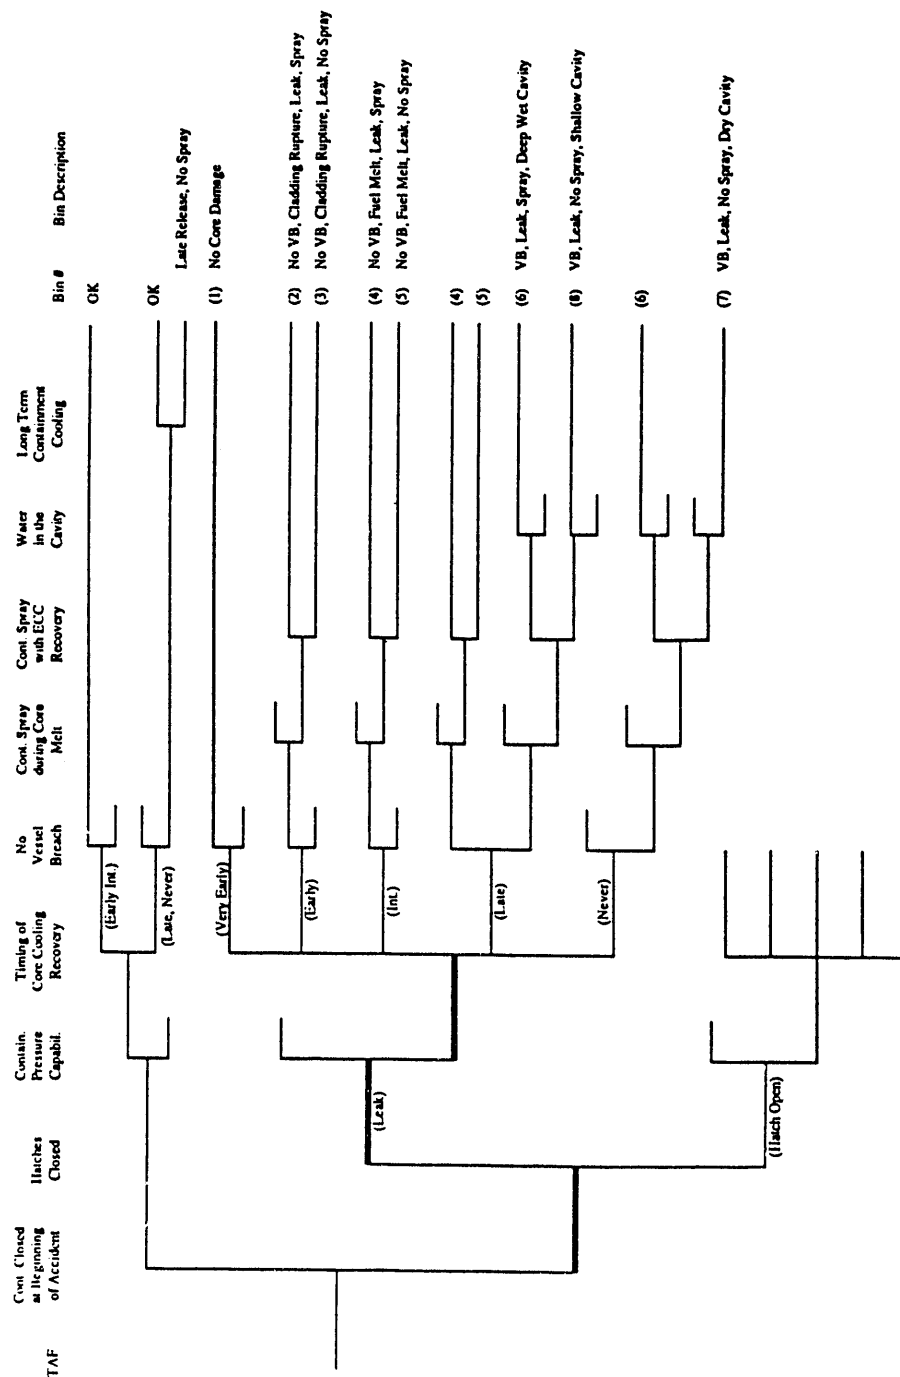 TAF
Cont. Closed
at Beginning
of Accident
Hatches
Closed
Contain.
Pressure
Capabil.
Timing of
Core Cooling
Recovery
No
Vessel
Breach
Cont. Spray
during Core
Melt
Cont. Spray
with ECC
Recovery
Water
in the
Cavity
Long Term
Containment
Cooling
Bin #
Bin Description
(Early Int.)
OK
(Late, Never)
OK
Late Release, No Spray
(Very Early)
(1) No Core Damage
(Early)
(2) No VB, Cladding Rupture, Leak, Spray
(3) No VB, Cladding Rupture, Leak, No Spray
(Leak)
(Int.)
(4) No VB, Fuel Melt, Leak, Spray
(5) No VB, Fuel Melt, Leak, No Spray
(Late)
(4)
(5)
(6) VB, Leak, Spray, Deep Wet Cavity
(8) VB, Leak, No Spray, Shallow Cavity
(Never)
(6)
(7) VB, Leak, No Spray, Dry Cavity
(Hatch Open)